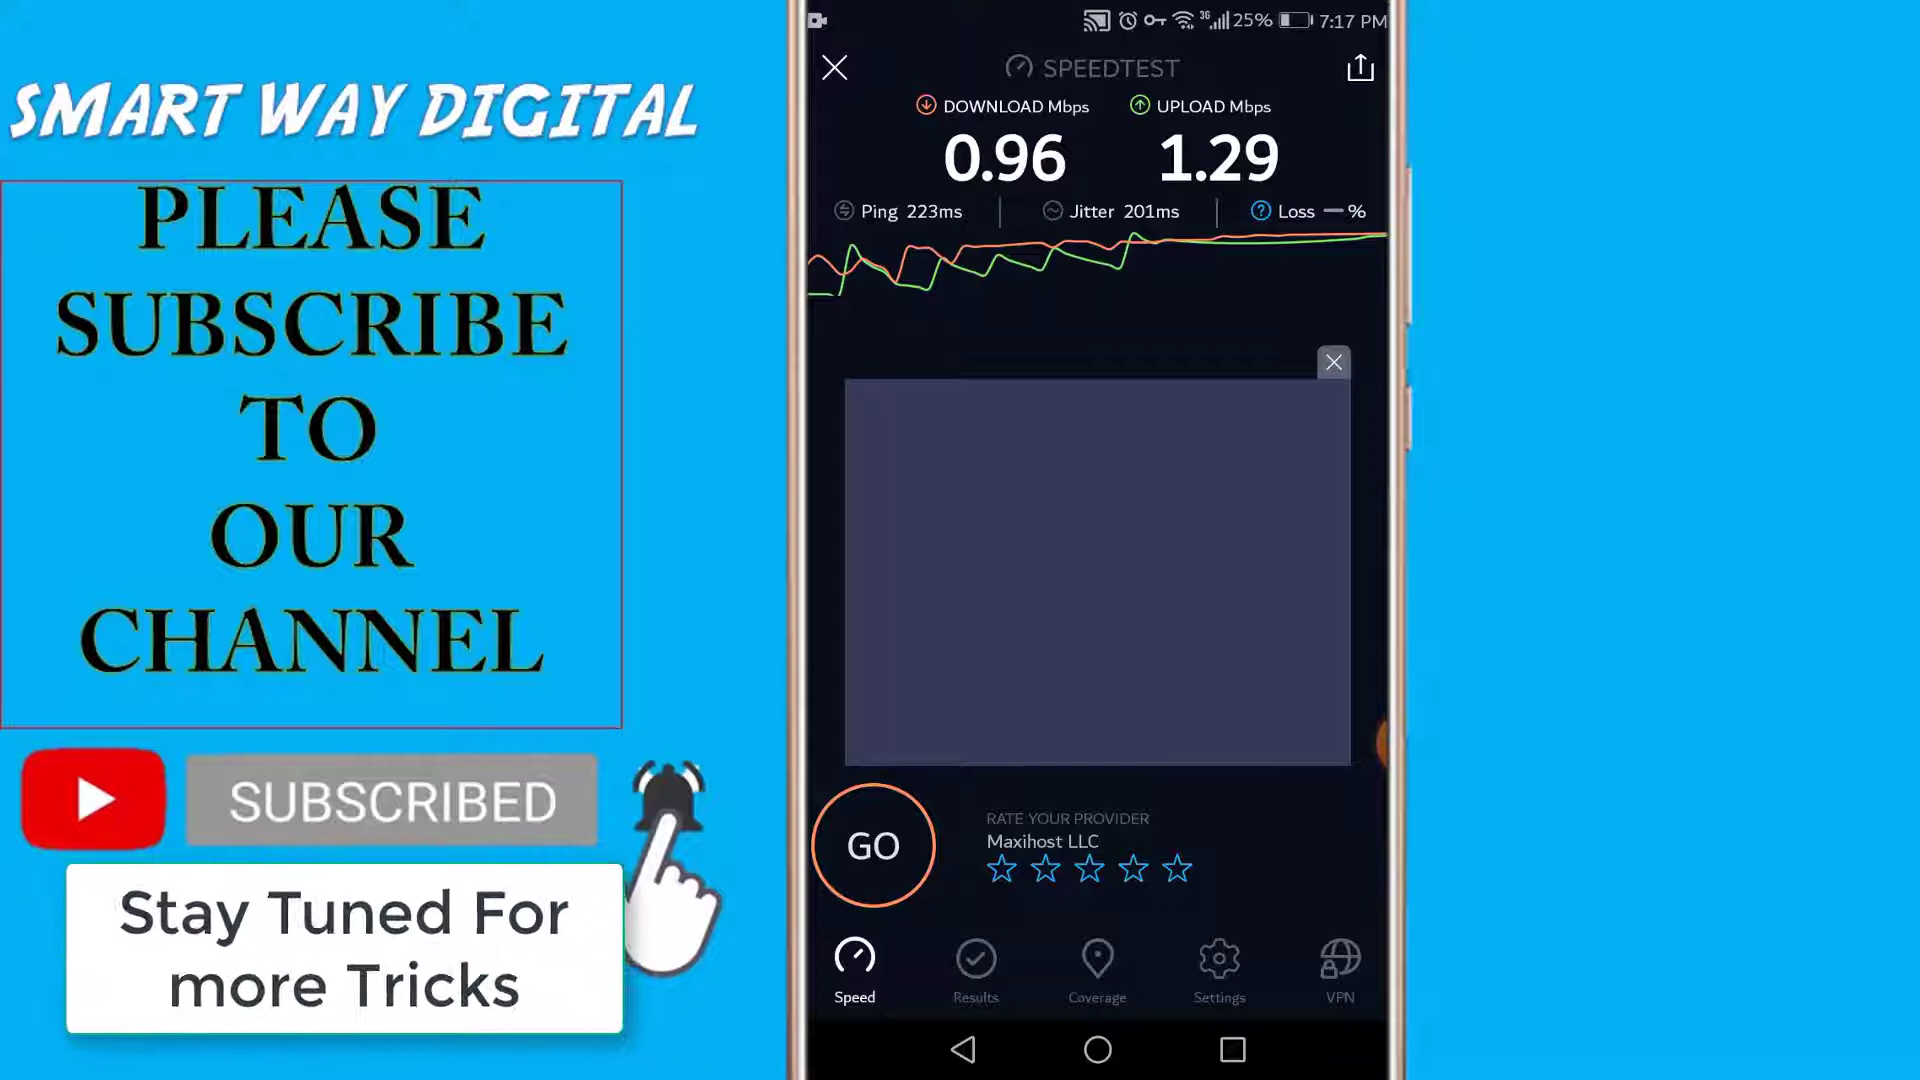 SMART WAY DIGITAL
PLEASE
SUBSCRIBE
TO
OUR
CHANNEL
SUBSCRIBED
Stay Tuned For
more Tricks
3G 25% 7:17 PM
SPEEDTEST
DOWNLOAD Mbps UPLOAD Mbps
0.96 1.29
Ping 223ms Jitter 201ms Loss — %
GO
RATE YOUR PROVIDER
Maxihost LLC
Speed Results Coverage Settings VPN